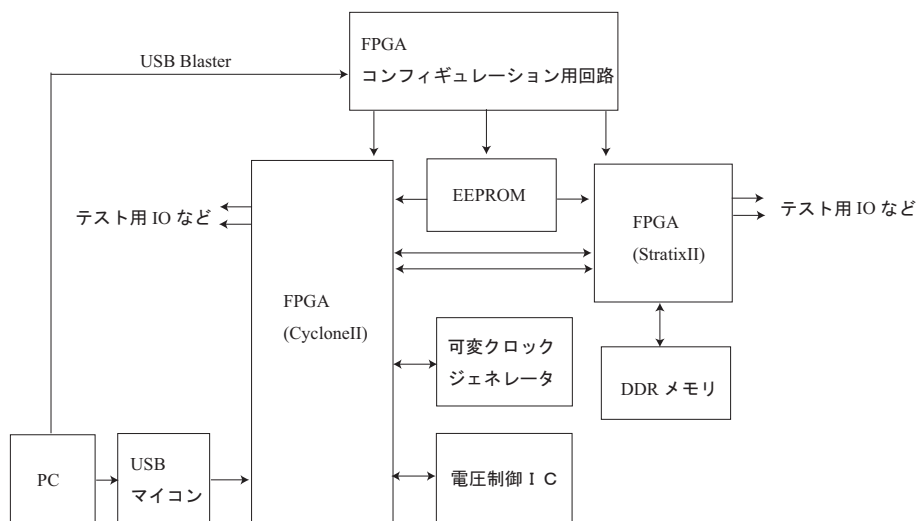 FPGA
コンフィギュレーション用回路
USB Blaster
EEPROM
テスト用 IO など
FPGA
(StratixII)
テスト用 IO など
FPGA
(CycloneII)
可変クロック
ジェネレータ
DDR メモリ
PC
USB
マイコン
電圧制御ＩＣ